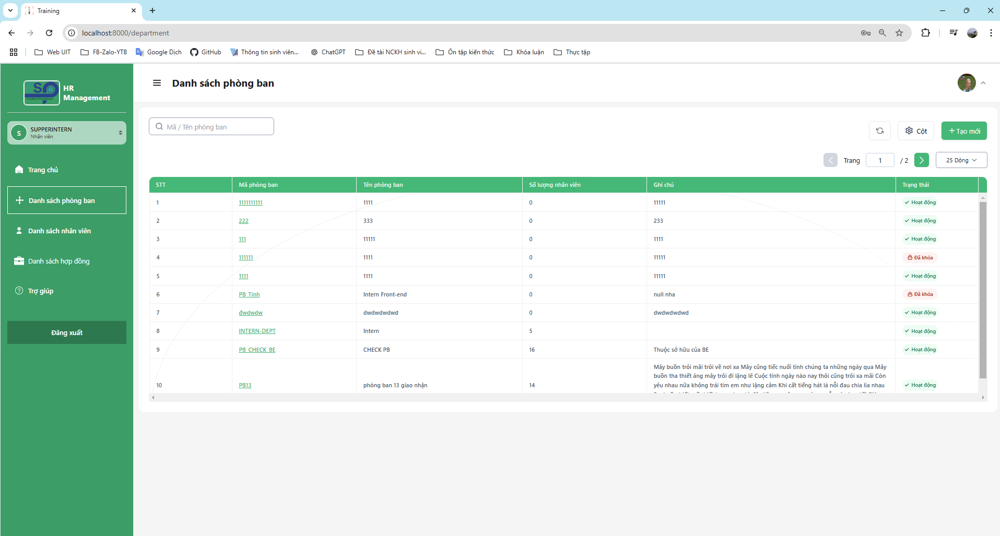 Training
localhost:8000/department
Web UIT
FB-Zalo-YTB
Google Dịch
GitHub
Thông tin sinh viên...
ChatGPT
Đề tài NCKH sinh vi...
Ôn tập kiến thức
Khóa luận
Thực tập
SP
HR
Management
S
SUPPERINTERN
Nhân viên
Trang chủ
Danh sách phòng ban
Danh sách nhân viên
Danh sách hợp đồng
Trợ giúp
Đăng xuất
Danh sách phòng ban
Mã / Tên phòng ban
Cột
+ Tạo mới
Trang 1 / 2
25 Dòng
STT Mã phòng ban Tên phòng ban Số lượng nhân viên Ghi chú Trạng thái
1 1111111111 1111 0 11111 Hoạt động
2 222 333 0 233 Hoạt động
3 111 11111 0 1111 Hoạt động
4 111111 1111 0 11111 Đã khóa
5 1111 1111 0 11111 Hoạt động
6 PB_Tinh Intern Front-end 0 null nha Đã khóa
7 đwdwdw dwdwdwdwd 0 dwdwdwdwd Hoạt động
8 INTERN-DEPT Intern 5 Hoạt động
9 PB_CHECK_BE CHECK PB 16 Thuộc sở hữu của BE Hoạt động
Mây buồn trôi mãi trôi về nơi xa Mây cũng tiếc nuối tình chúng ta những ngày qua Mây
buồn tha thiết áng mây trôi đi lặng lẽ Cuộc tình ngày nào nay thôi cũng trôi xa mãi Còn
10 PB13 phòng ban 13 giao nhận 14 yêu nhau nữa không trái tim em như lặng câm Khi cất tiếng hát là nỗi đau chia lìa nhau Hoạt động